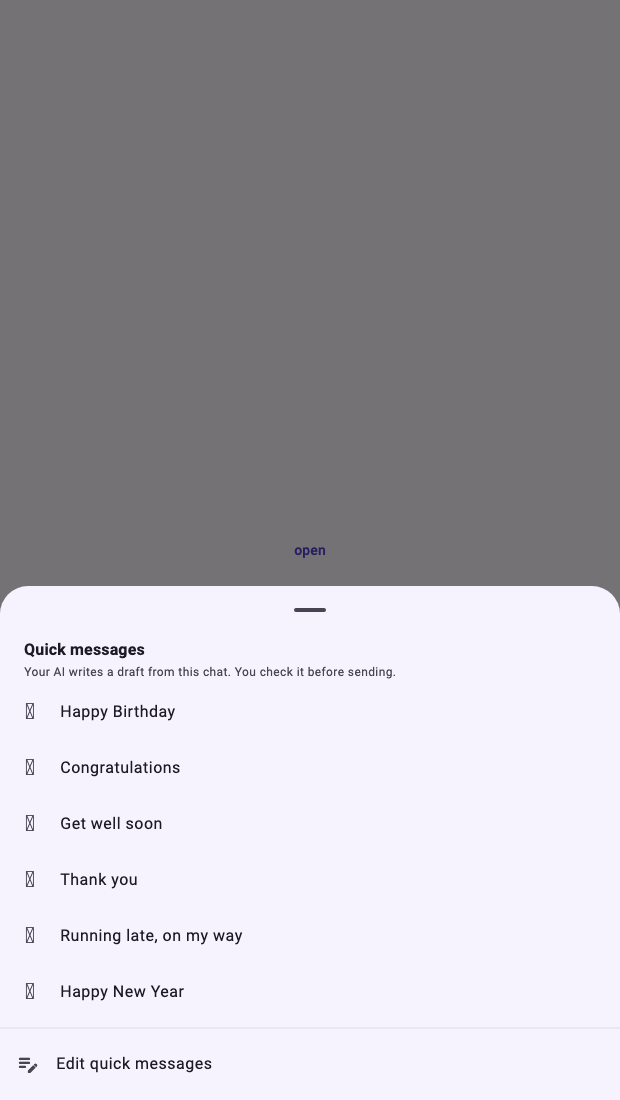 open
Quick messages
Your AI writes a draft from this chat. You check it before sending.
Happy Birthday
Congratulations
Get well soon
Thank you
Running late, on my way
Happy New Year
Edit quick messages